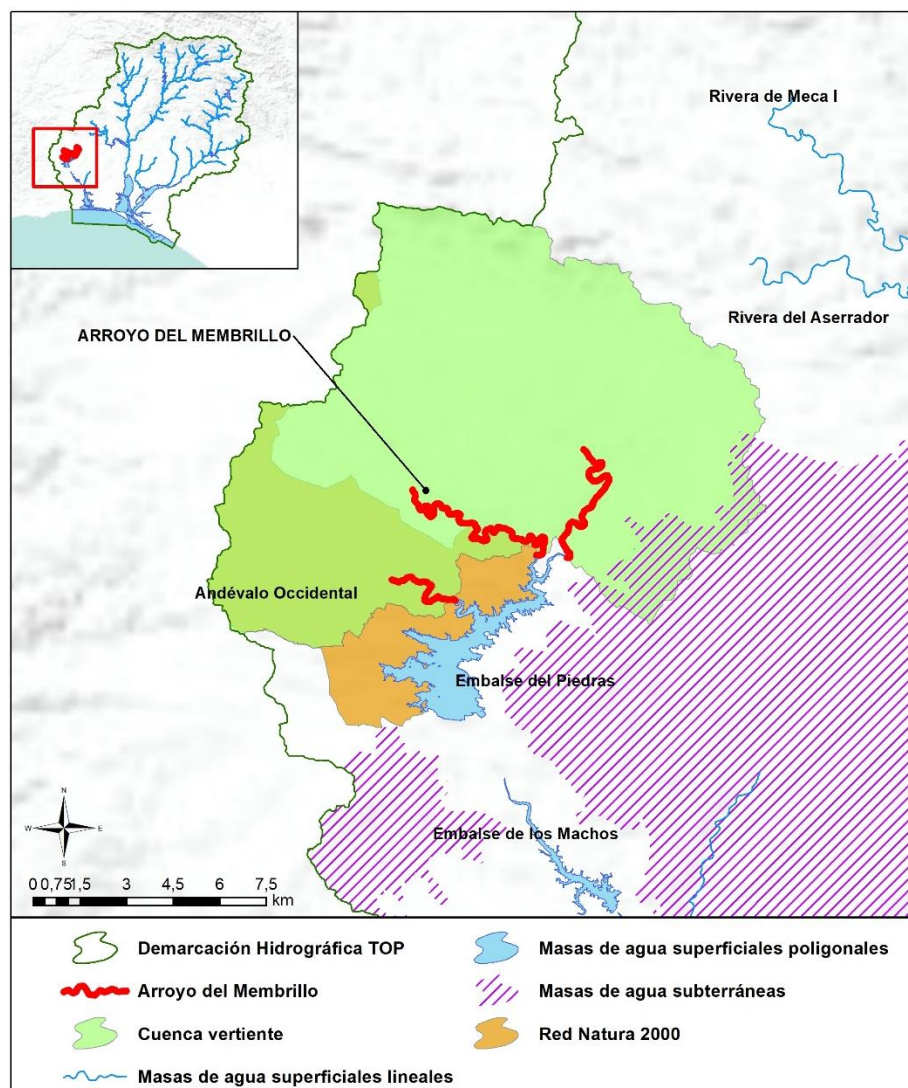 Rivera de Meca I
Rivera del Aserrador
ARROYO DEL MEMBRILLO
Andévalo Occidental
Embalse del Piedras
Embalse de los Machos
N
W E
S
0 0,75 1,5 3 4,5 6 7,5
km
Demarcación Hidrográfica TOP
Masas de agua superficiales poligonales
Arroyo del Membrillo
Masas de agua subterráneas
Cuenca vertiente
Red Natura 2000
Masas de agua superficiales lineales